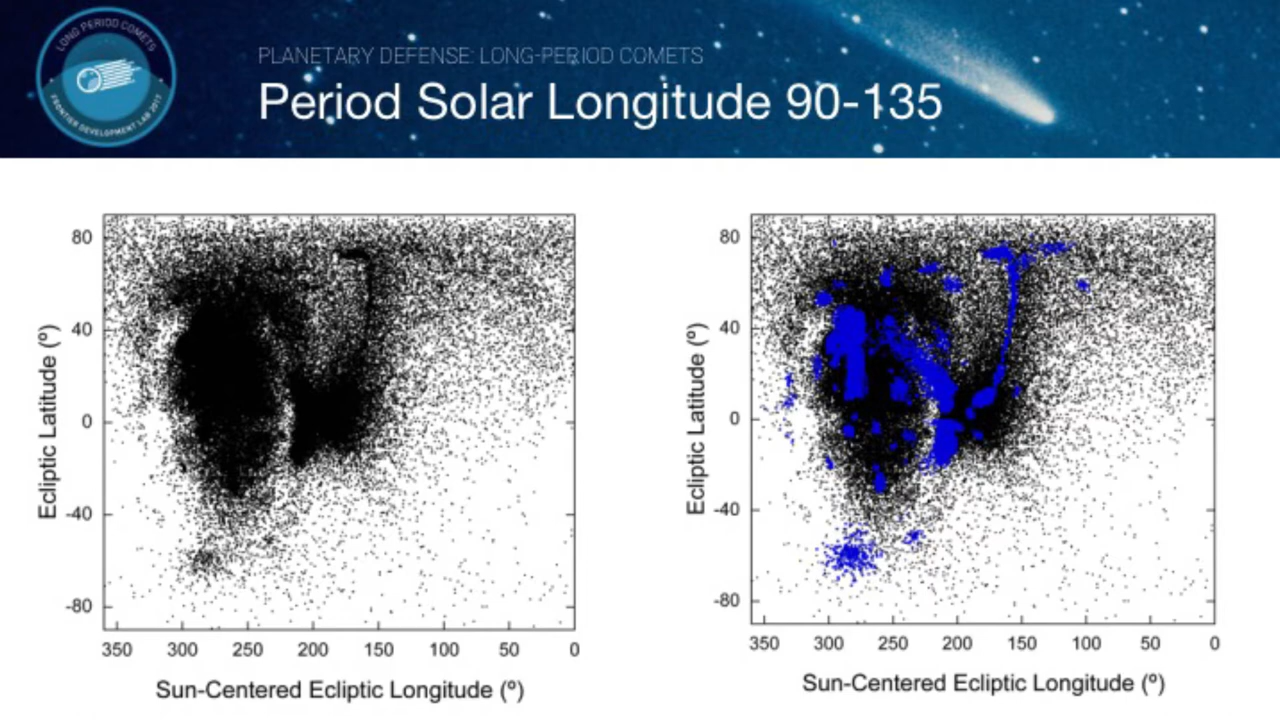 LONG PERIOD COMETS
FRONTIER DEVELOPMENT LAB 2017
PLANETARY DEFENSE: LONG-PERIOD COMETS
Period Solar Longitude 90-135
80
40
0
-40
-80
Ecliptic Latitude (º)
350 300 250 200 150 100 50 0
Sun-Centered Ecliptic Longitude (º)
80
40
0
-40
-80
Ecliptic Latitude (º)
350 300 250 200 150 100 50 0
Sun-Centered Ecliptic Longitude (º)